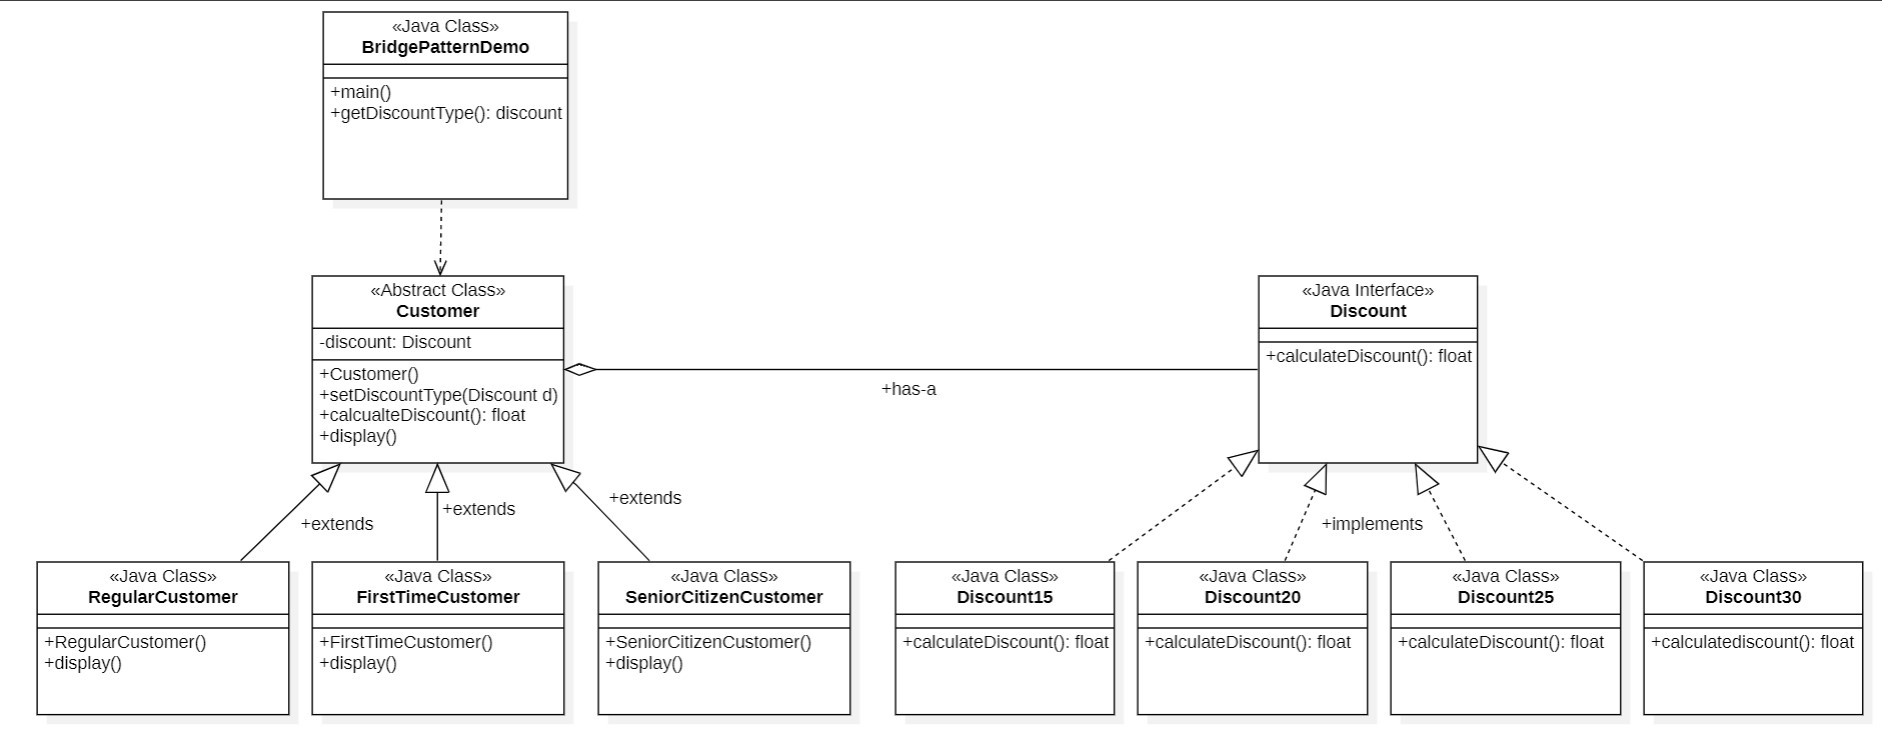 «Java Class»
BridgePatternDemo
+main()
+getDiscountType(): discount
«Abstract Class»
Customer
-discount: Discount
+Customer()
+setDiscountType(Discount d)
+calcualteDiscount(): float
+display()
+has-a
«Java Interface»
Discount
+calculateDiscount(): float
+extends
+extends
+extends
+implements
«Java Class»
RegularCustomer
+RegularCustomer()
+display()
«Java Class»
FirstTimeCustomer
+FirstTimeCustomer()
+display()
«Java Class»
SeniorCitizenCustomer
+SeniorCitizenCustomer()
+display()
«Java Class»
Discount15
+calculateDiscount(): float
«Java Class»
Discount20
+calculateDiscount(): float
«Java Class»
Discount25
+calculateDiscount(): float
«Java Class»
Discount30
+calculatediscount(): float